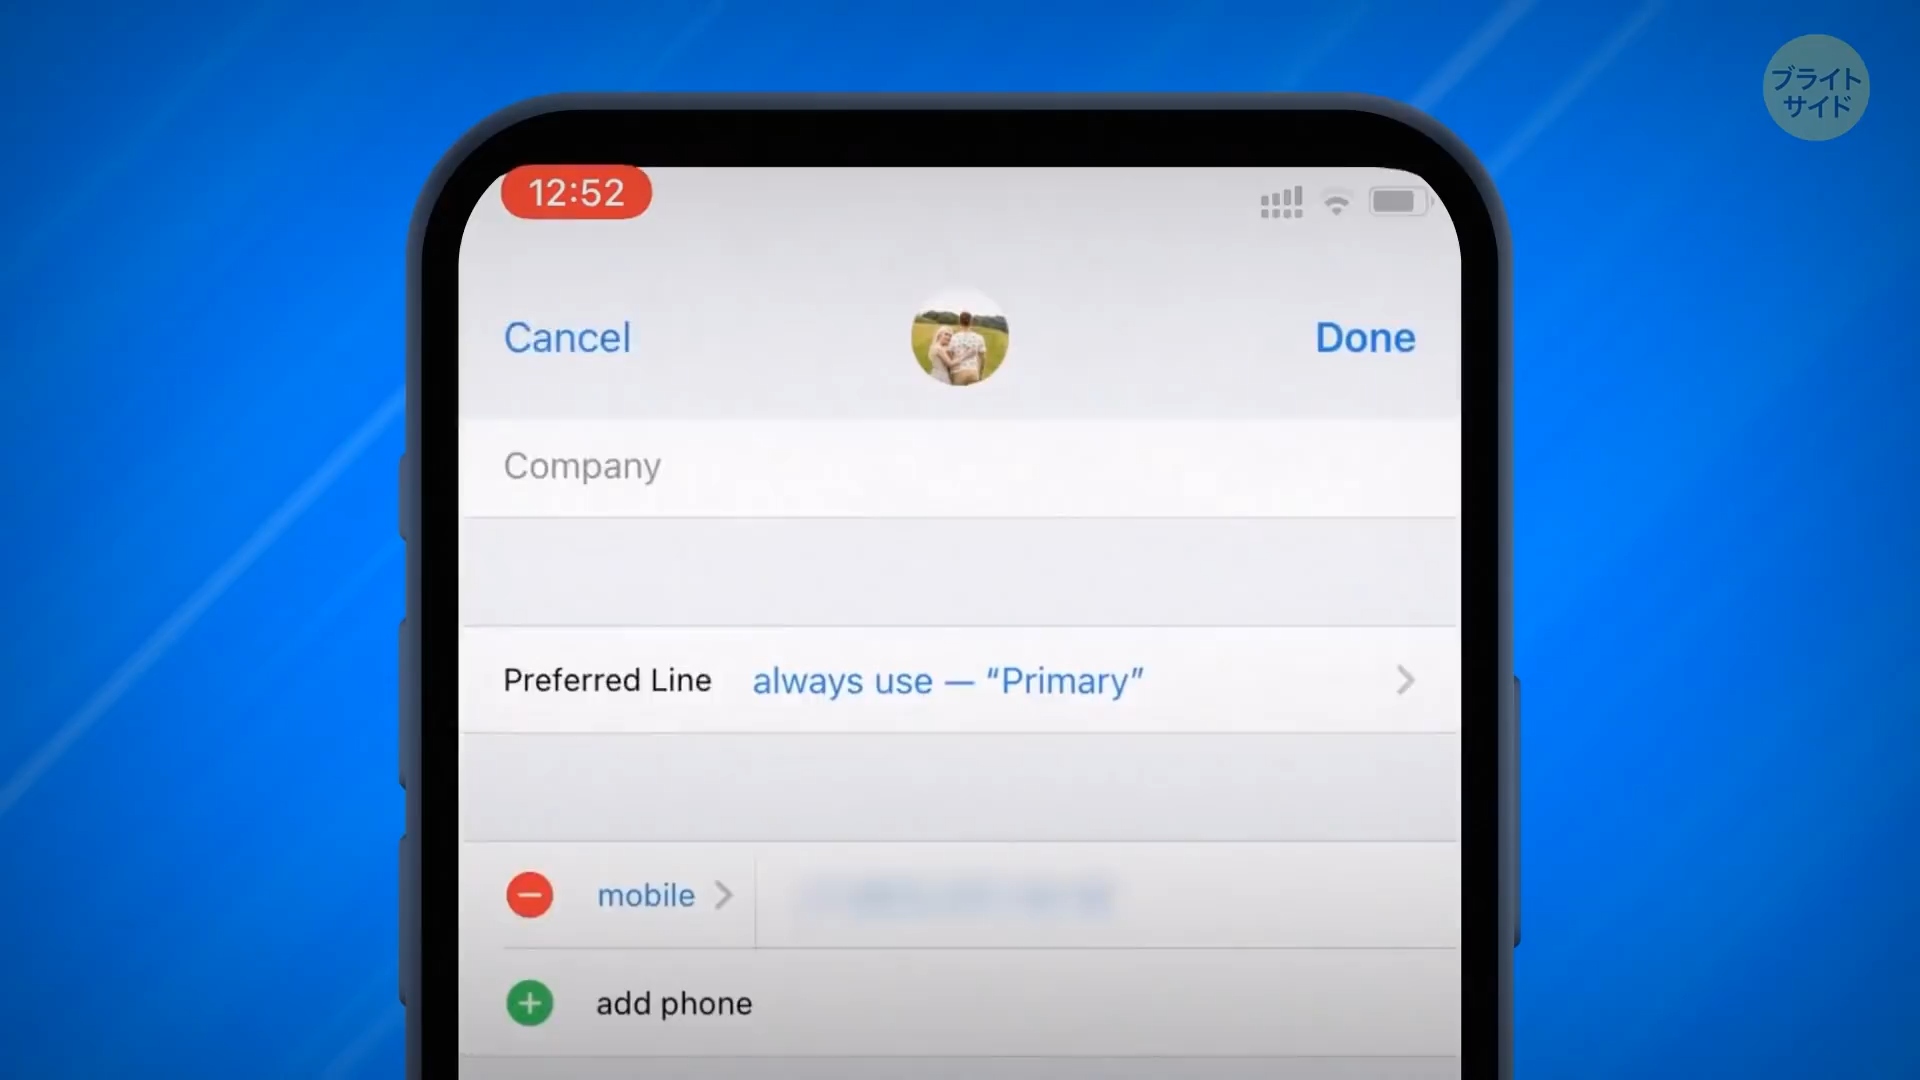 ブライト
サイド
12:52
Cancel
Done
Company
Preferred Line always use — “Primary”
mobile
add phone